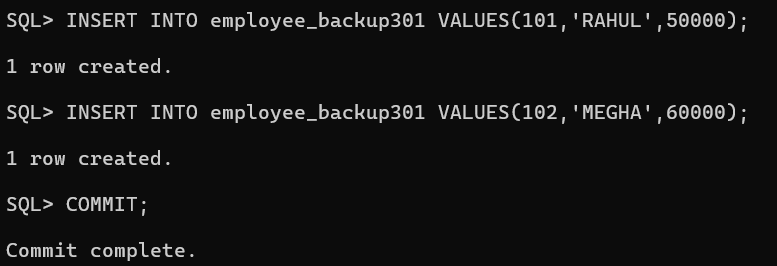 SQL> INSERT INTO employee_backup301 VALUES(101,'RAHUL',50000);
1 row created.
SQL> INSERT INTO employee_backup301 VALUES(102,'MEGHA',60000);
1 row created.
SQL> COMMIT;
Commit complete.